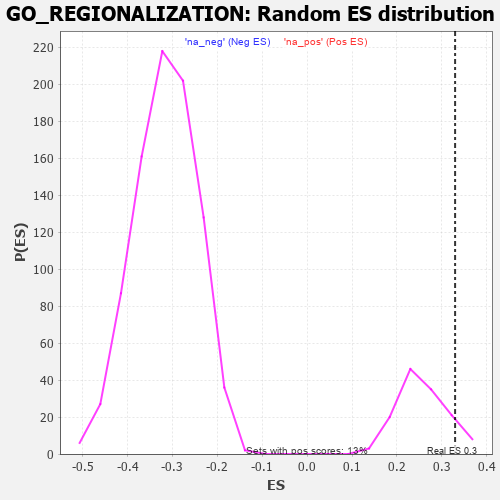 GO_REGIONALIZATION: Random ES distribution
'na_neg' (Neg ES) 'na_pos' (Pos ES)
P(ES)
220
200
180
160
140
120
100
80
60
40
20
0
Sets with pos scores: 13%
Real ES 0.3
-0.5 -0.4 -0.3 -0.2 -0.1 0.0 0.1 0.2 0.3 0.4
ES